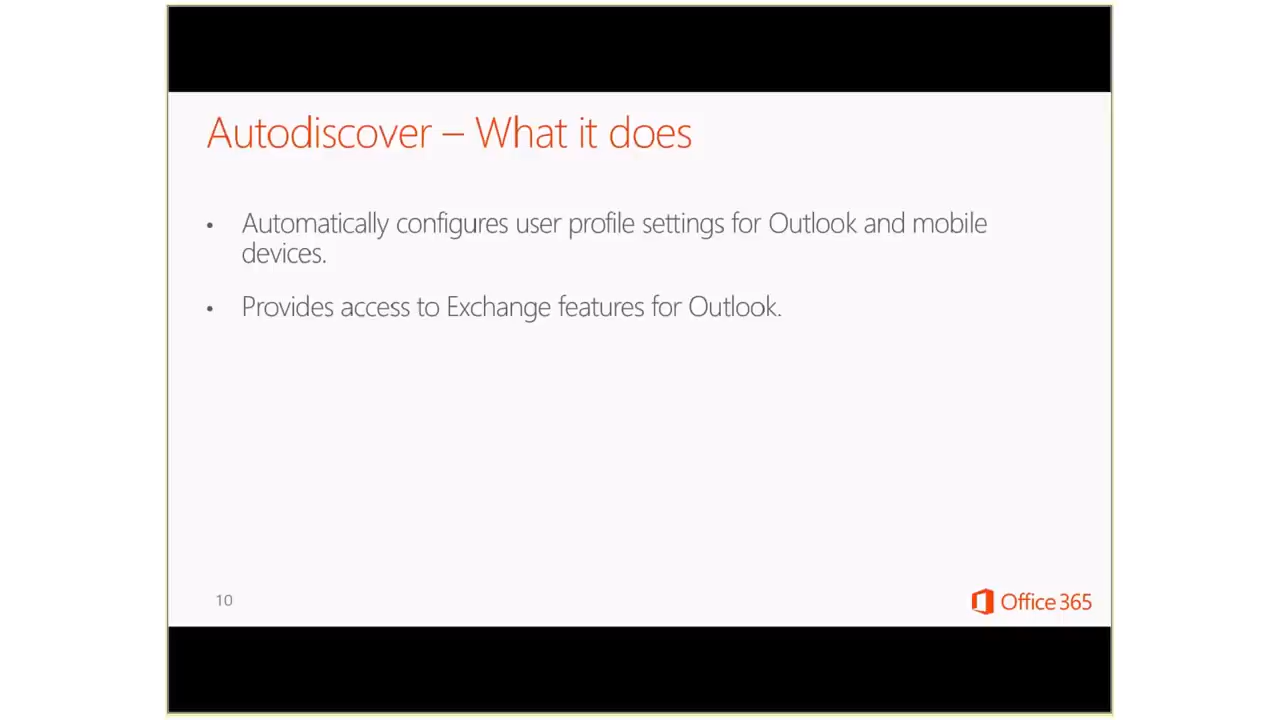 Autodiscover – What it does
• Automatically configures user profile settings for Outlook and mobile
devices.
• Provides access to Exchange features for Outlook.
10
Office 365